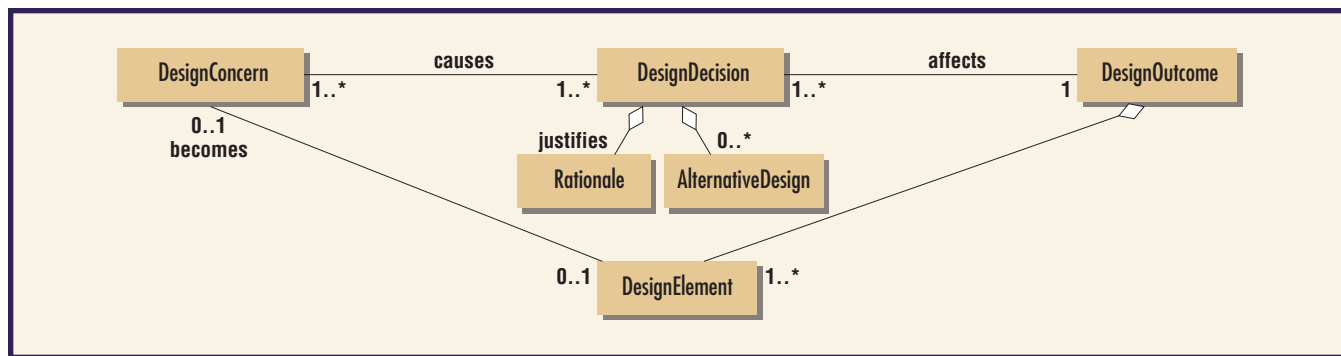 DesignConcern
causes
DesignDecision
affects
DesignOutcome
1..*
1..*
1..*
1
0..1
becomes
justifies
0..*
Rationale
AlternativeDesign
0..1
DesignElement
1..*